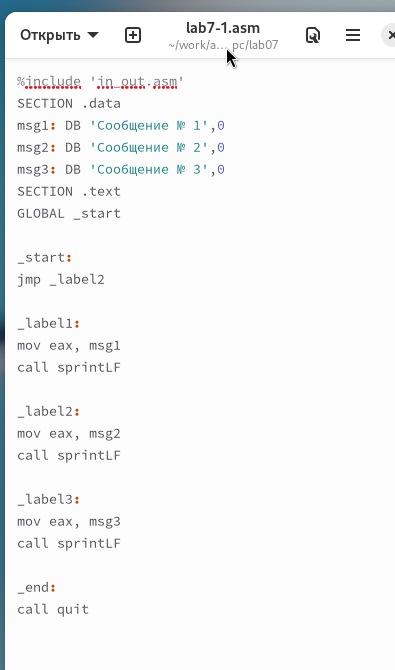 Открыть
lab7-1.asm
~/work/a... pc/lab07
%include 'in_out.asm'
SECTION .data
msg1: DB 'Сообщение № 1',0
msg2: DB 'Сообщение № 2',0
msg3: DB 'Сообщение № 3',0
SECTION .text
GLOBAL _start
_start:
jmp _label2
_label1:
mov eax, msg1
call sprintLF
_label2:
mov eax, msg2
call sprintLF
_label3:
mov eax, msg3
call sprintLF
_end:
call quit